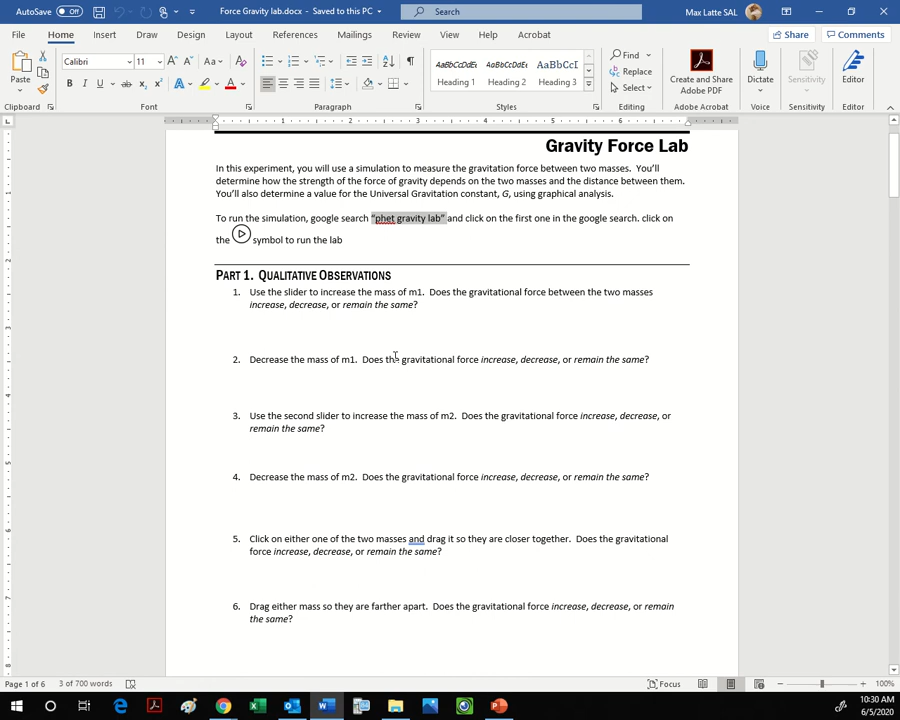 AutoSave Off Force Gravity lab.docx - Saved to this PC Search Max Latte SAL
File Home Insert Draw Design Layout References Mailings Review View Help Acrobat Share Comments
Calibri 11 Aa AaBbCcDdEe AaBbCcDdEe AaBbCcI Find
Paste B I U ab x₂ x² A A Heading 1 Heading 2 Heading 3 Replace Create and Share Adobe PDF Dictate Sensitivity Editor
Select
Clipboard Font Paragraph Styles Editing Adobe Acrobat Voice Sensitivity Editor
1 2 3 4 5 6
Gravity Force Lab
In this experiment, you will use a simulation to measure the gravitation force between two masses. You'll
determine how the strength of the force of gravity depends on the two masses and the distance between them.
You'll also determine a value for the Universal Gravitation constant, G, using graphical analysis.
To run the simulation, google search "phet gravity lab" and click on the first one in the google search. click on
the symbol to run the lab
PART 1. QUALITATIVE OBSERVATIONS
1. Use the slider to increase the mass of m1. Does the gravitational force between the two masses
increase, decrease, or remain the same?
2. Decrease the mass of m1. Does the gravitational force increase, decrease, or remain the same?
3. Use the second slider to increase the mass of m2. Does the gravitational force increase, decrease, or
remain the same?
4. Decrease the mass of m2. Does the gravitational force increase, decrease, or remain the same?
5. Click on either one of the two masses and drag it so they are closer together. Does the gravitational
force increase, decrease, or remain the same?
6. Drag either mass so they are farther apart. Does the gravitational force increase, decrease, or remain
the same?
Page 1 of 6 3 of 700 words Focus 100%
10:30 AM
6/5/2020